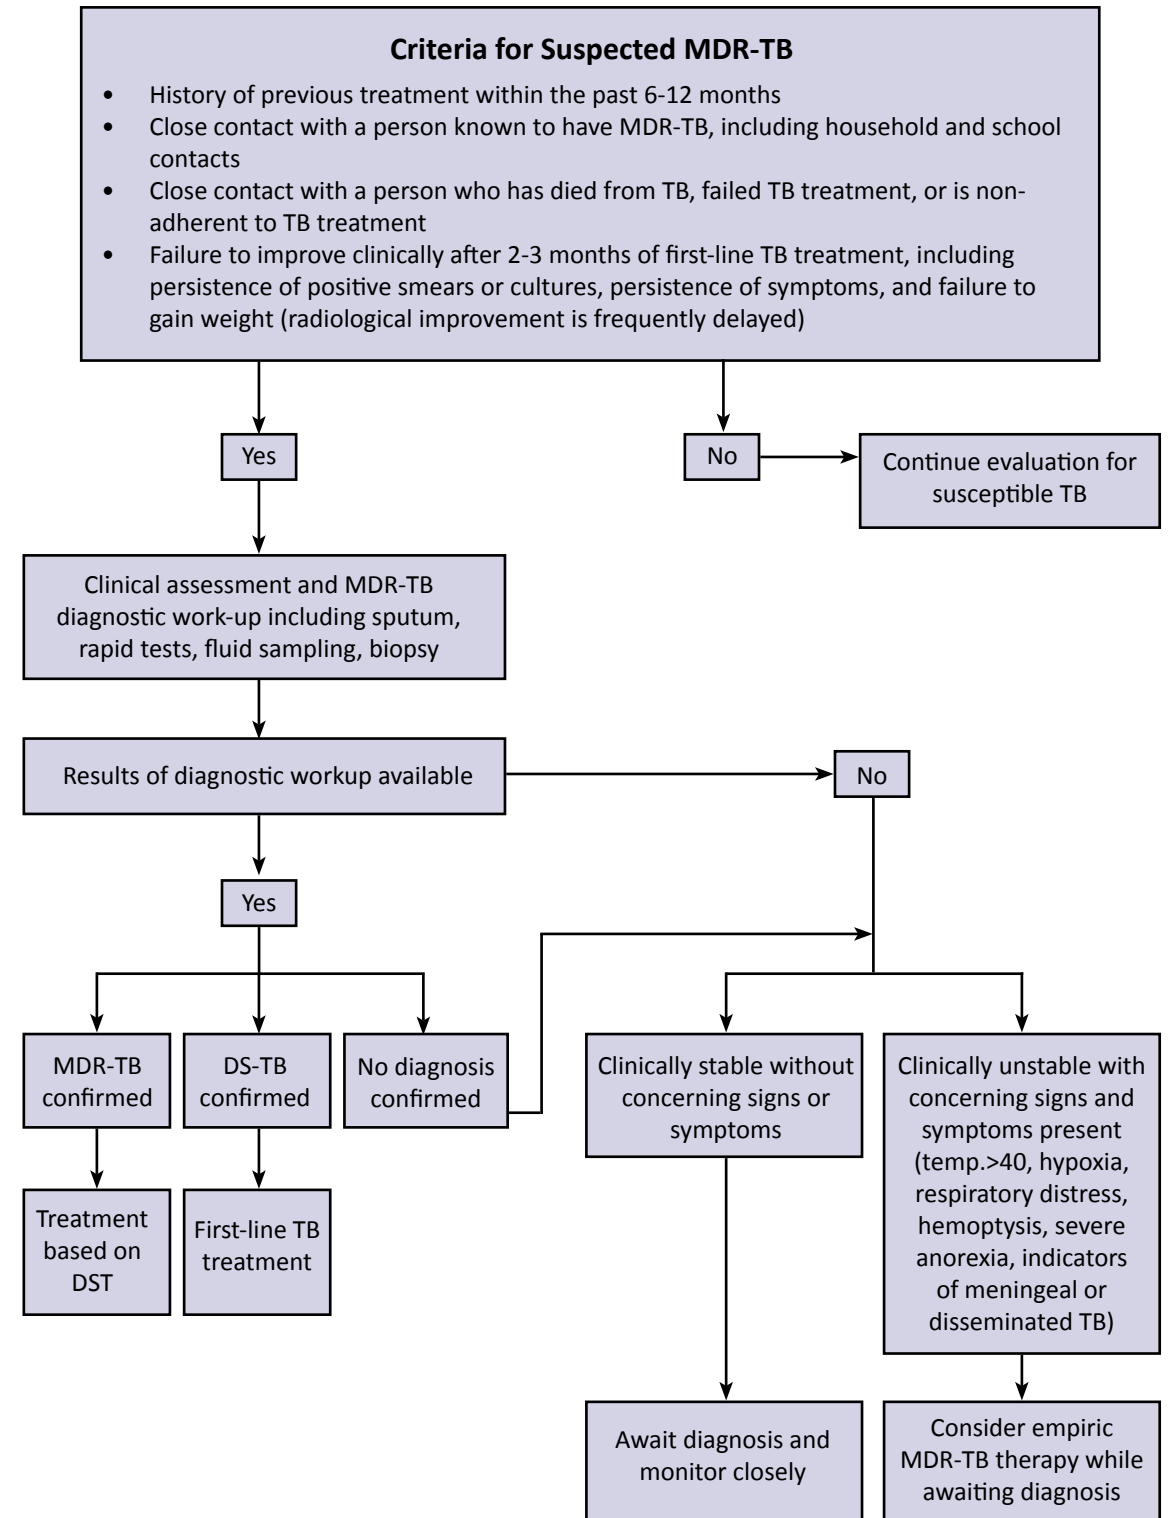 Criteria for Suspected MDR-TB
• History of previous treatment within the past 6-12 months
• Close contact with a person known to have MDR-TB, including household and school
contacts
• Close contact with a person who has died from TB, failed TB treatment, or is non-
adherent to TB treatment
• Failure to improve clinically after 2-3 months of first-line TB treatment, including
persistence of positive smears or cultures, persistence of symptoms, and failure to
gain weight (radiological improvement is frequently delayed)
Yes
No
Continue evaluation for
susceptible TB
Clinical assessment and MDR-TB
diagnostic work-up including sputum,
rapid tests, fluid sampling, biopsy
Results of diagnostic workup available
No
Yes
MDR-TB
confirmed
DS-TB
confirmed
No diagnosis
confirmed
Clinically stable without
concerning signs or
symptoms
Clinically unstable with
concerning signs and
symptoms present
(temp.>40, hypoxia,
respiratory distress,
hemoptysis, severe
anorexia, indicators
of meningeal or
disseminated TB)
Treatment
based on
DST
First-line TB
treatment
Await diagnosis and
monitor closely
Consider empiric
MDR-TB therapy while
awaiting diagnosis